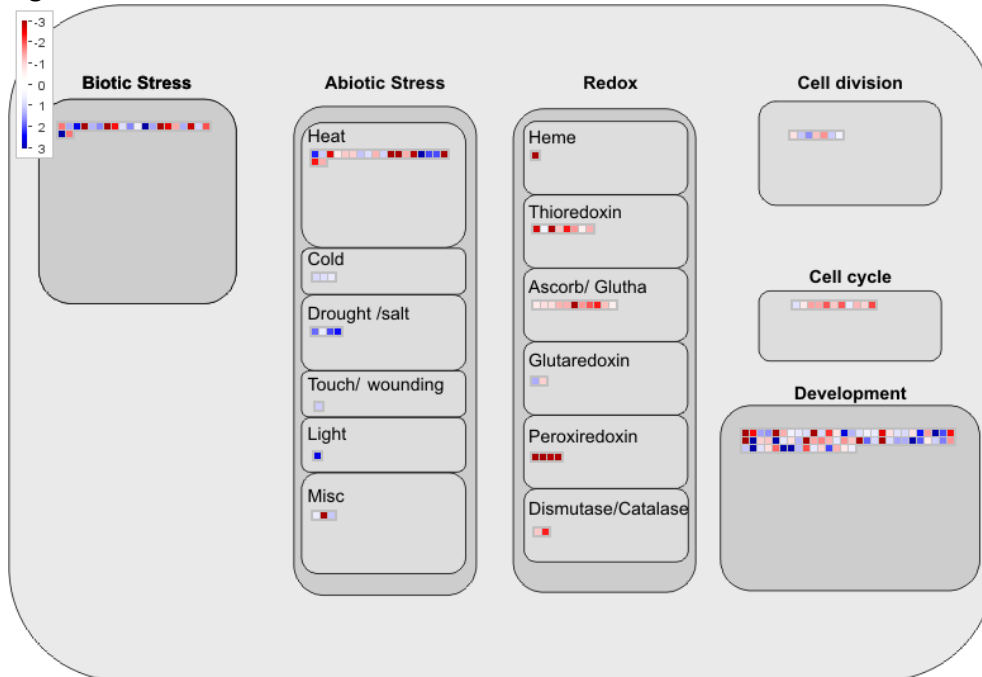 -3
-2
-1
0
1
2
3
Biotic Stress
Abiotic Stress
Redox
Cell division
Heat
Heme
Thioredoxin
Cold
Ascorb/ Glutha
Cell cycle
Drought /salt
Glutaredoxin
Touch/ wounding
Development
Light
Peroxiredoxin
Misc
Dismutase/Catalase